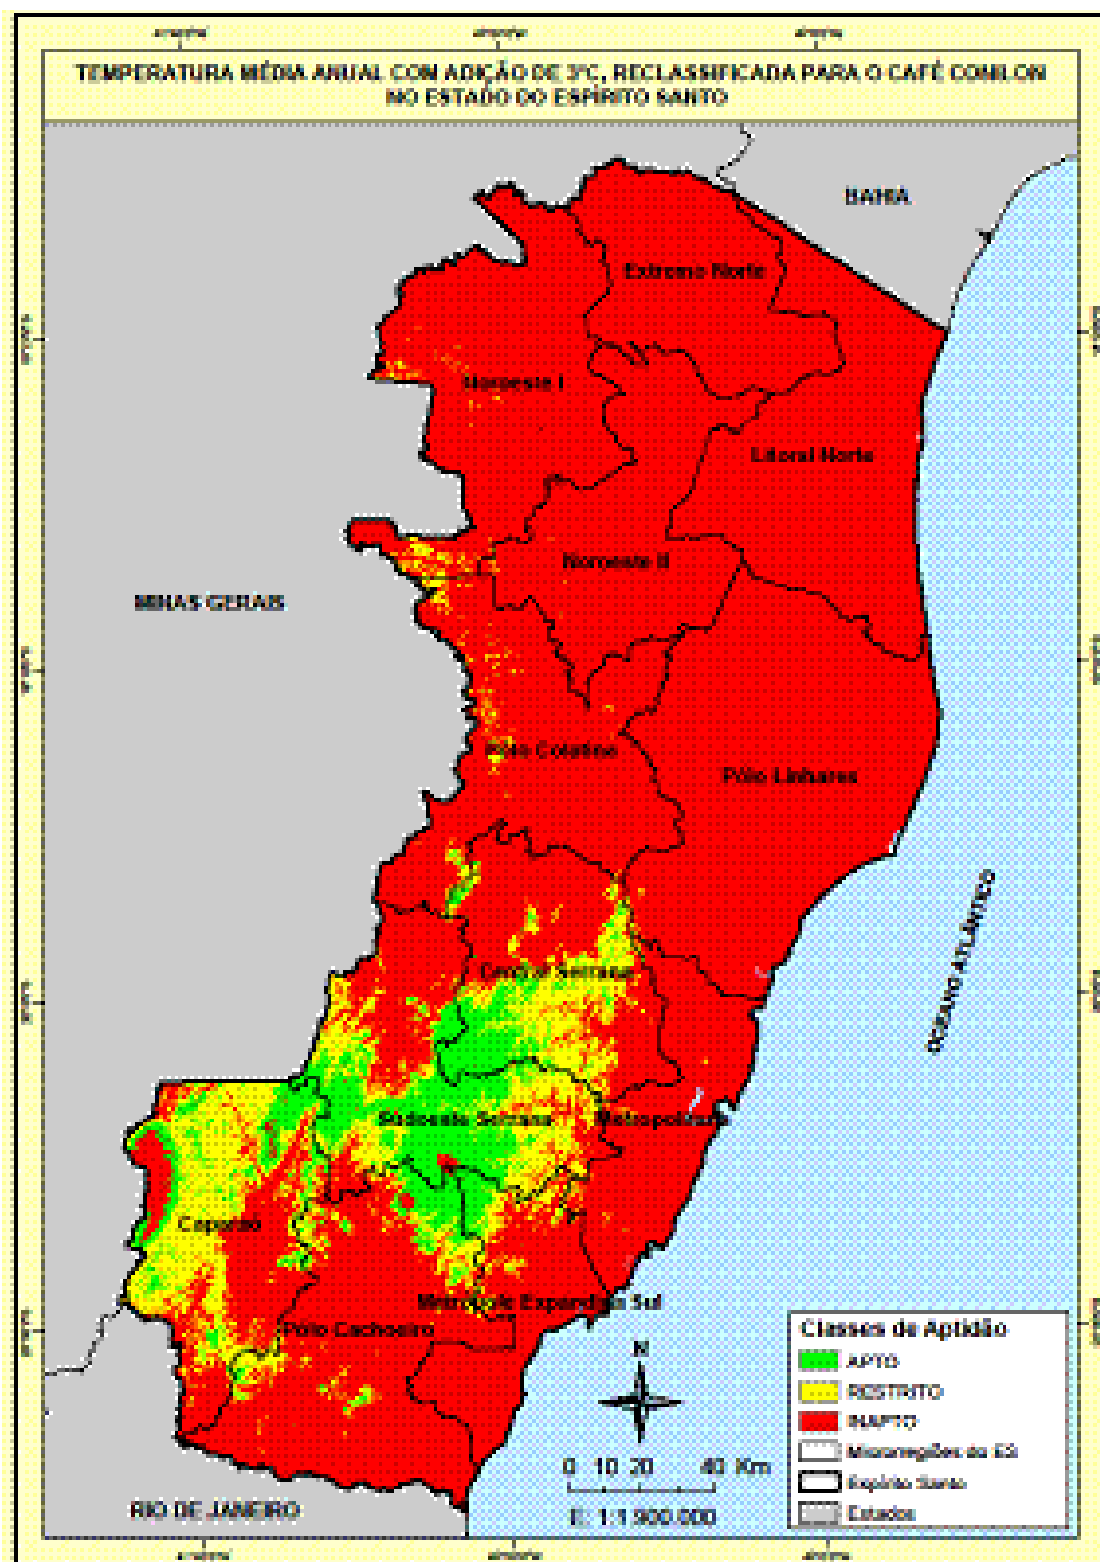 TEMPERATURA MÉDIA ANUAL COM ADIÇÃO DE 3°C, RECLASSIFICADA PARA O CAFÉ CONILON
NO ESTADO DO ESPÍRITO SANTO
BAHIA
Extremo Norte
Noroeste I
Litoral Norte
Noroeste II
MINAS GERAIS
Pólo Colatina
Pólo Linhares
OCEANO ATLÂNTICO
Central Serrana
Sudoeste Serrana
Metropolitana
Caparaó
Metrópole Expandida Sul
Pólo Cachoeiro
Classes de Aptidão
APTO
RESTRITO
INAPTO
Microrregiões do ES
Espírito Santo
Estados
N
0 10 20 40 Km
E: 1:1.900.000
RIO DE JANEIRO